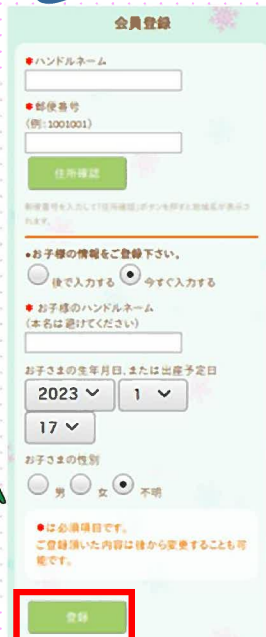 会員登録
●ハンドルネーム
●郵便番号
(例:1001001)
住所確認
郵便番号を入力して「住所確認」ボタンを押すと地域名が表示されます。
●お子様の情報をご登録下さい。
後で入力する 今すぐ入力する
● お子様のハンドルネーム
(本名は避けてください)
お子さまの生年月日、または出産予定日
2023 1
17
お子さまの性別
男 女 不明
●は必須項目です。
ご登録頂いた内容は後から変更することも可
能です。
登録